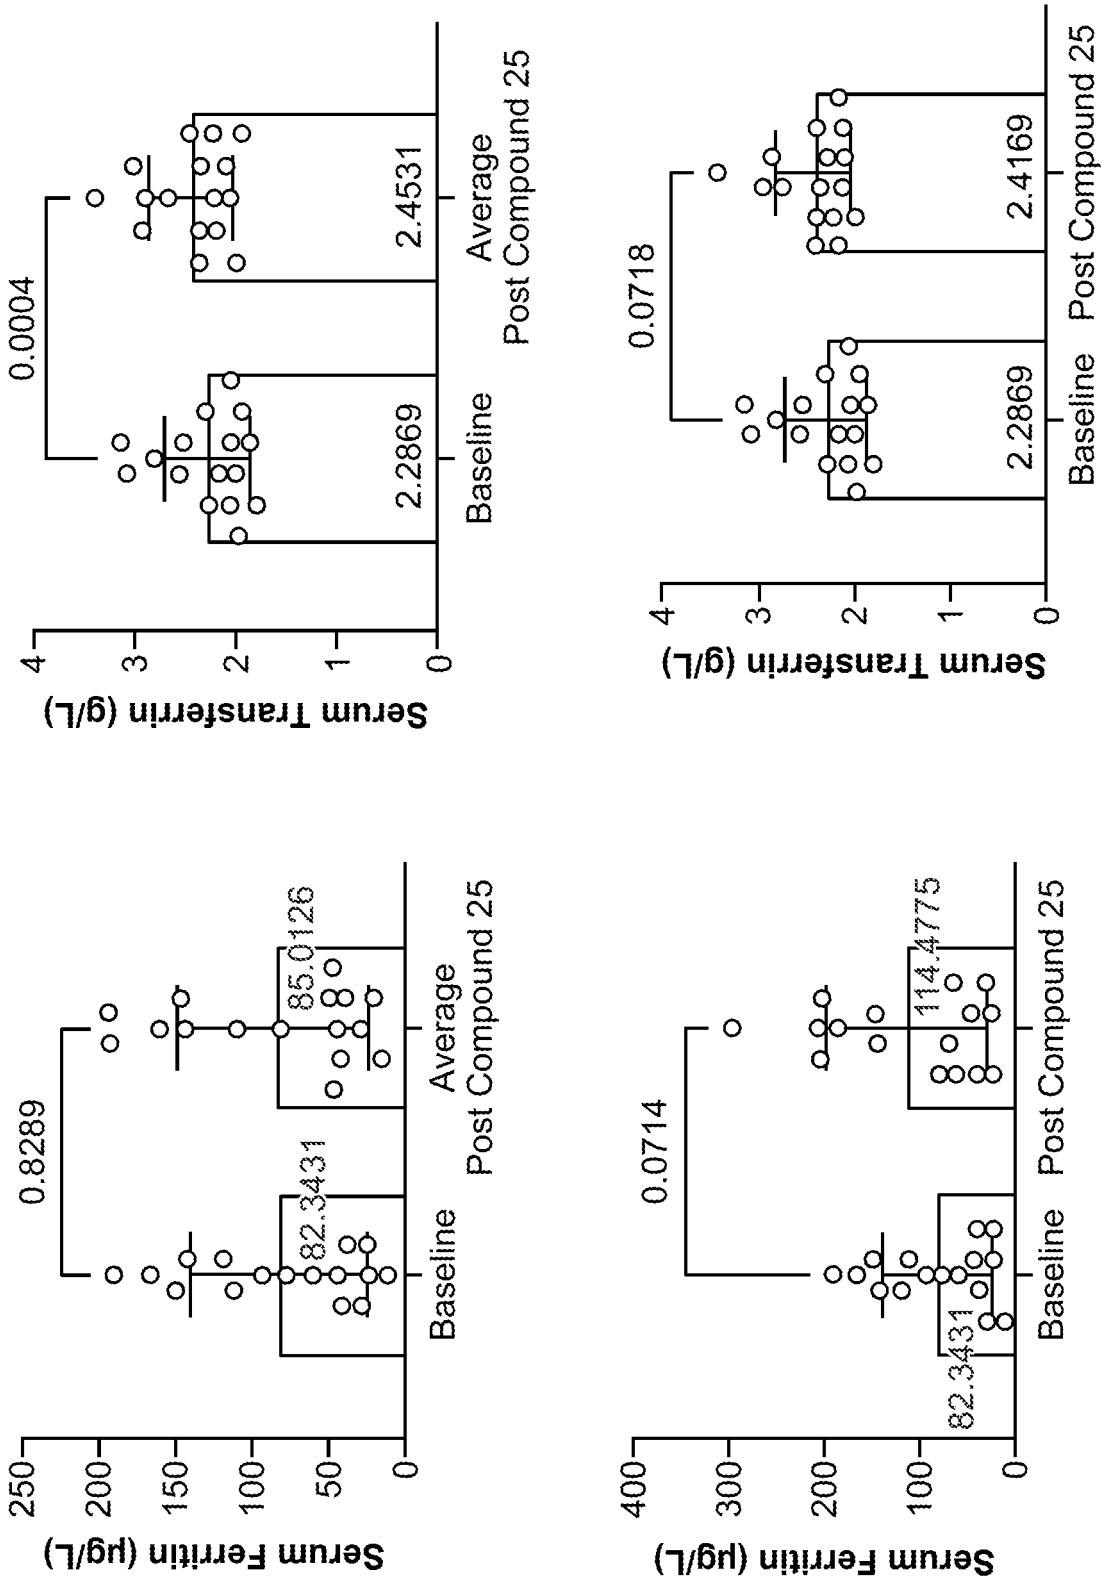 Serum Ferritin (µg/L)
250
200
150
100
50
0
0.8289
82.3431
85.0126
Baseline
Average
Post Compound 25
Serum Transferrin (g/L)
4
3
2
1
0
0.0004
2.2869
2.4531
Baseline
Average
Post Compound 25
Serum Ferritin (µg/L)
400
300
200
100
0
0.0714
82.3431
114.4775
Baseline
Post Compound 25
Serum Transferrin (g/L)
4
3
2
1
0
0.0718
2.2869
2.4169
Baseline
Post Compound 25